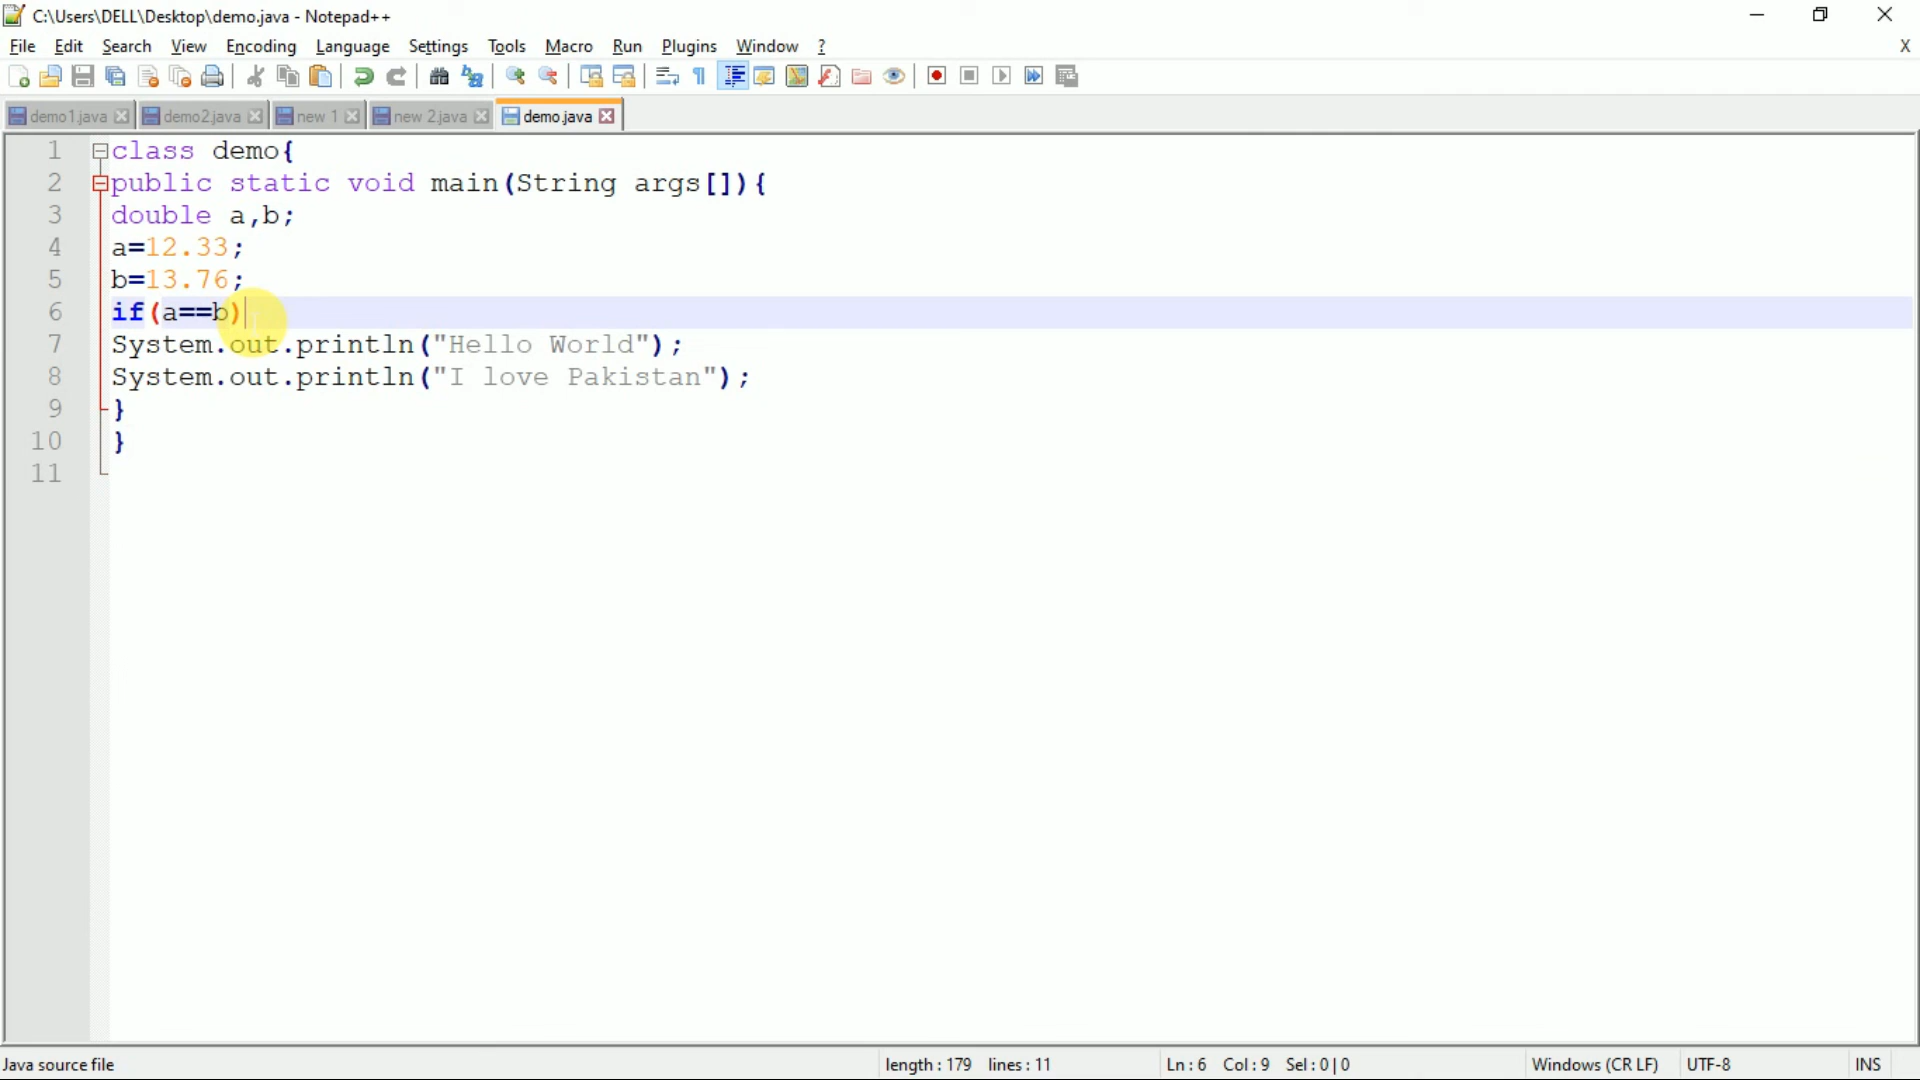 C:\Users\DELL\Desktop\demo.java - Notepad++
File Edit Search View Encoding Language Settings Tools Macro Run Plugins Window ? X
demo1.java demo2.java new 1 new 2.java demo.java
1 class demo{
2 public static void main(String args[]){
3 double a,b;
4 a=12.33;
5 b=13.76;
6 if(a==b)
7 System.out.println("Hello World");
8 System.out.println("I love Pakistan");
9 }
10 }
11
Java source file length : 179 lines : 11 Ln : 6 Col : 9 Sel : 0 | 0 Windows (CR LF) UTF-8 INS